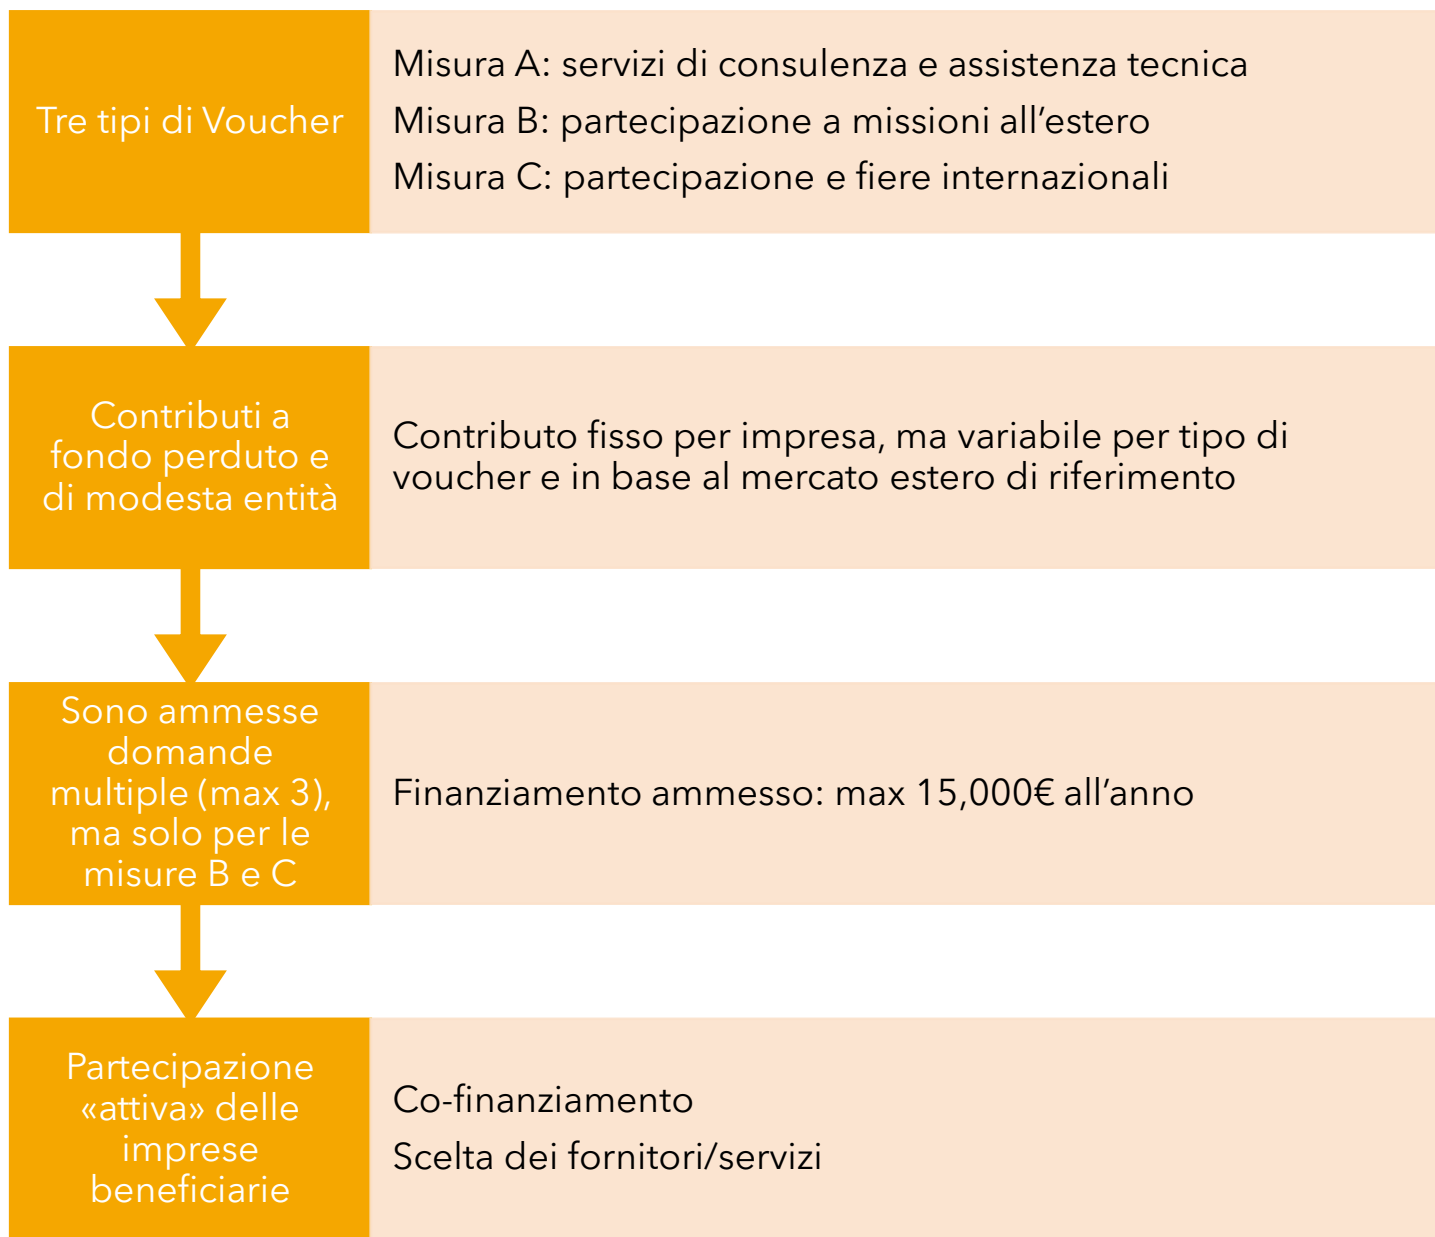 Tre tipi di Voucher
Misura A: servizi di consulenza e assistenza tecnica
Misura B: partecipazione a missioni all’estero
Misura C: partecipazione e fiere internazionali
Contributi a
fondo perduto e
di modesta entità
Contributo fisso per impresa, ma variabile per tipo di
voucher e in base al mercato estero di riferimento
Sono ammesse
domande
multiple (max 3),
ma solo per le
misure B e C
Finanziamento ammesso: max 15,000€ all’anno
Partecipazione
«attiva» delle
imprese
beneficiarie
Co-finanziamento
Scelta dei fornitori/servizi